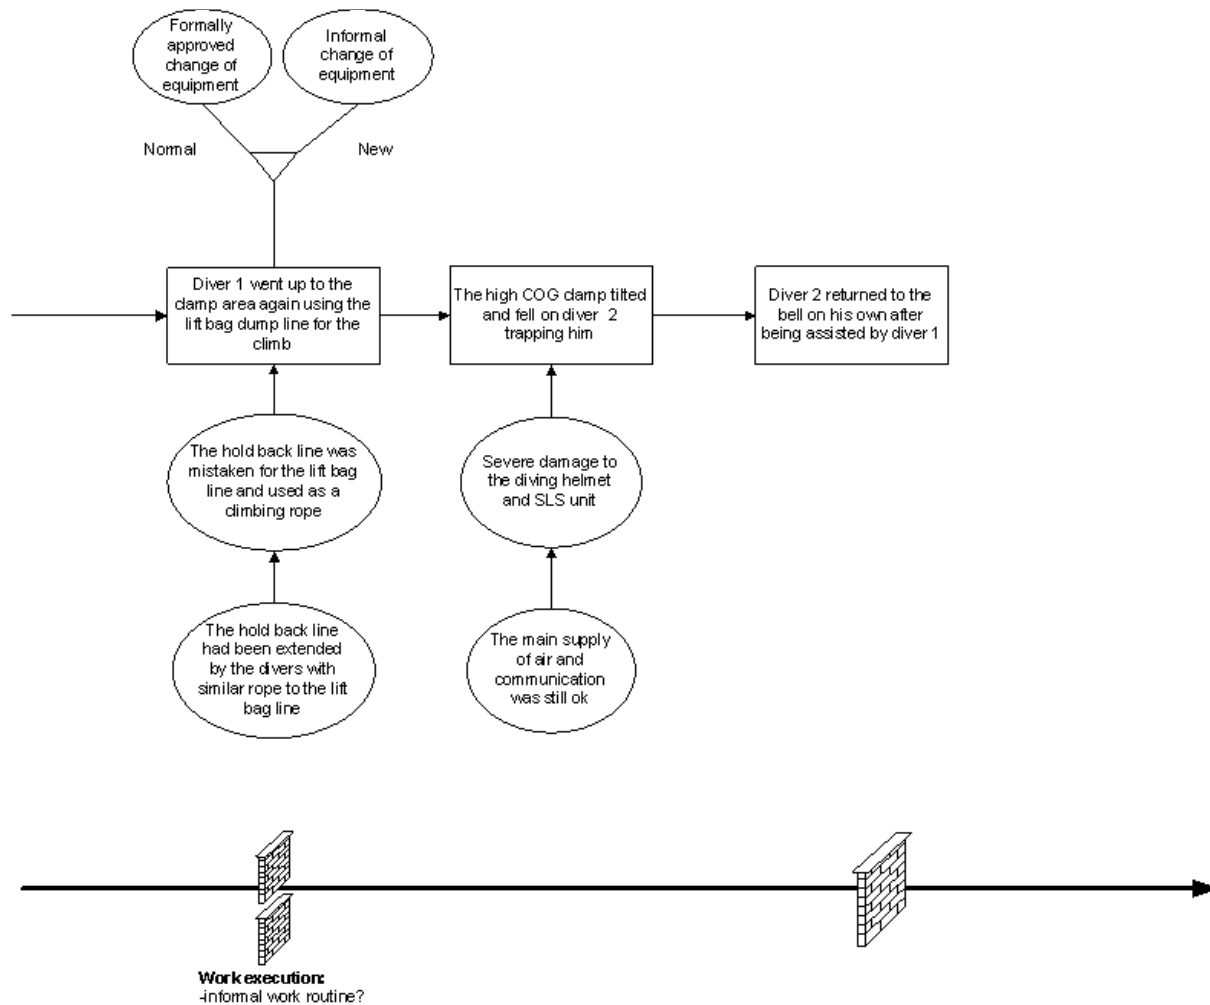 Formally
approved
change of
equipment
Informal
change of
equipment
Normal
New
Diver 1 went up to the
clamp area again using the
lift bag dump line for the
climb
The high COG clamp tilted
and fell on diver 2
trapping him
Diver 2 returned to the
bell on his own after
being assisted by diver 1
The hold back line was
mistaken for the lift bag
line and used as a
climbing rope
Severe damage to
the diving helmet
and SLS unit
The hold back line
had been extended
by the divers with
similar rope to the lift
bag line
The main supply
of air and
communication
was still ok
Work execution:
-informal work routine?